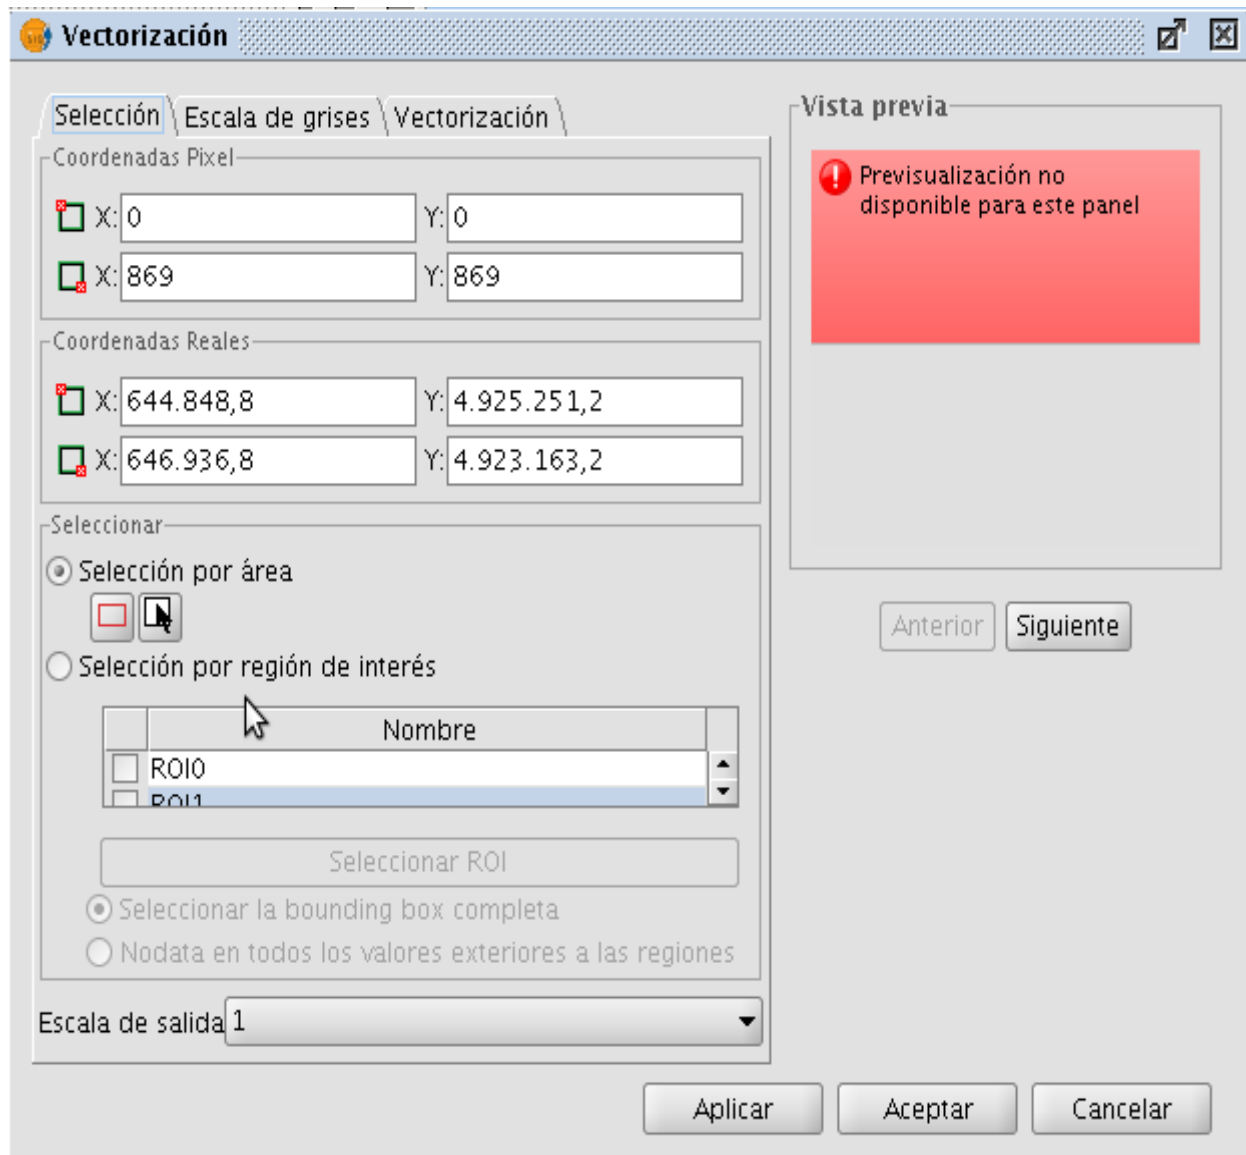 Vectorización
Selección
Escala de grises
Vectorización
Coordenadas Pixel
X: 0 Y: 0
X: 869 Y: 869
Coordenadas Reales
X: 644.848,8 Y: 4.925.251,2
X: 646.936,8 Y: 4.923.163,2
Seleccionar
Selección por área
Selección por región de interés
Nombre
ROI0
ROI1
Seleccionar ROI
Seleccionar la bounding box completa
Nodata en todos los valores exteriores a las regiones
Escala de salida 1
Vista previa
Previsualización no
disponible para este panel
Anterior Siguiente
Aplicar Aceptar Cancelar